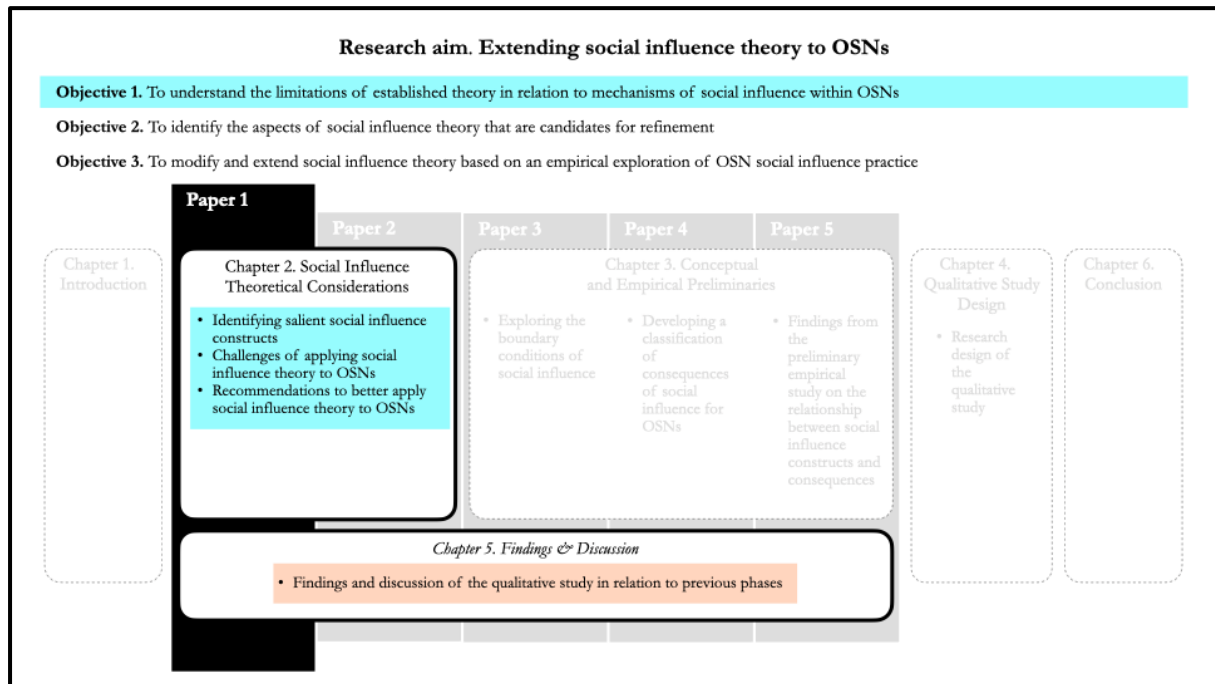 Research aim. Extending social influence theory to OSNs
Objective 1. To understand the limitations of established theory in relation to mechanisms of social influence within OSNs
Objective 2. To identify the aspects of social influence theory that are candidates for refinement
Objective 3. To modify and extend social influence theory based on an empirical exploration of OSN social influence practice
Paper 1
Paper 2
Paper 3
Paper 4
Paper 5
Chapter 1.
Introduction
Chapter 2. Social Influence
Theoretical Considerations
• Identifying salient social influence
constructs
• Challenges of applying social
influence theory to OSNs
• Recommendations to better apply
social influence theory to OSNs
Chapter 3. Conceptual
and Empirical Preliminaries
• Exploring the
boundary
conditions of
social influence
• Developing a
classification
of
consequences
of social
influence for
OSNs
• Findings from
the
preliminary
empirical
study on the
relationship
between social
influence
constructs and
consequences
Chapter 4.
Qualitative Study
Design
• Research
design of
the
qualitative
study
Chapter 6.
Conclusion
Chapter 5. Findings & Discussion
• Findings and discussion of the qualitative study in relation to previous phases